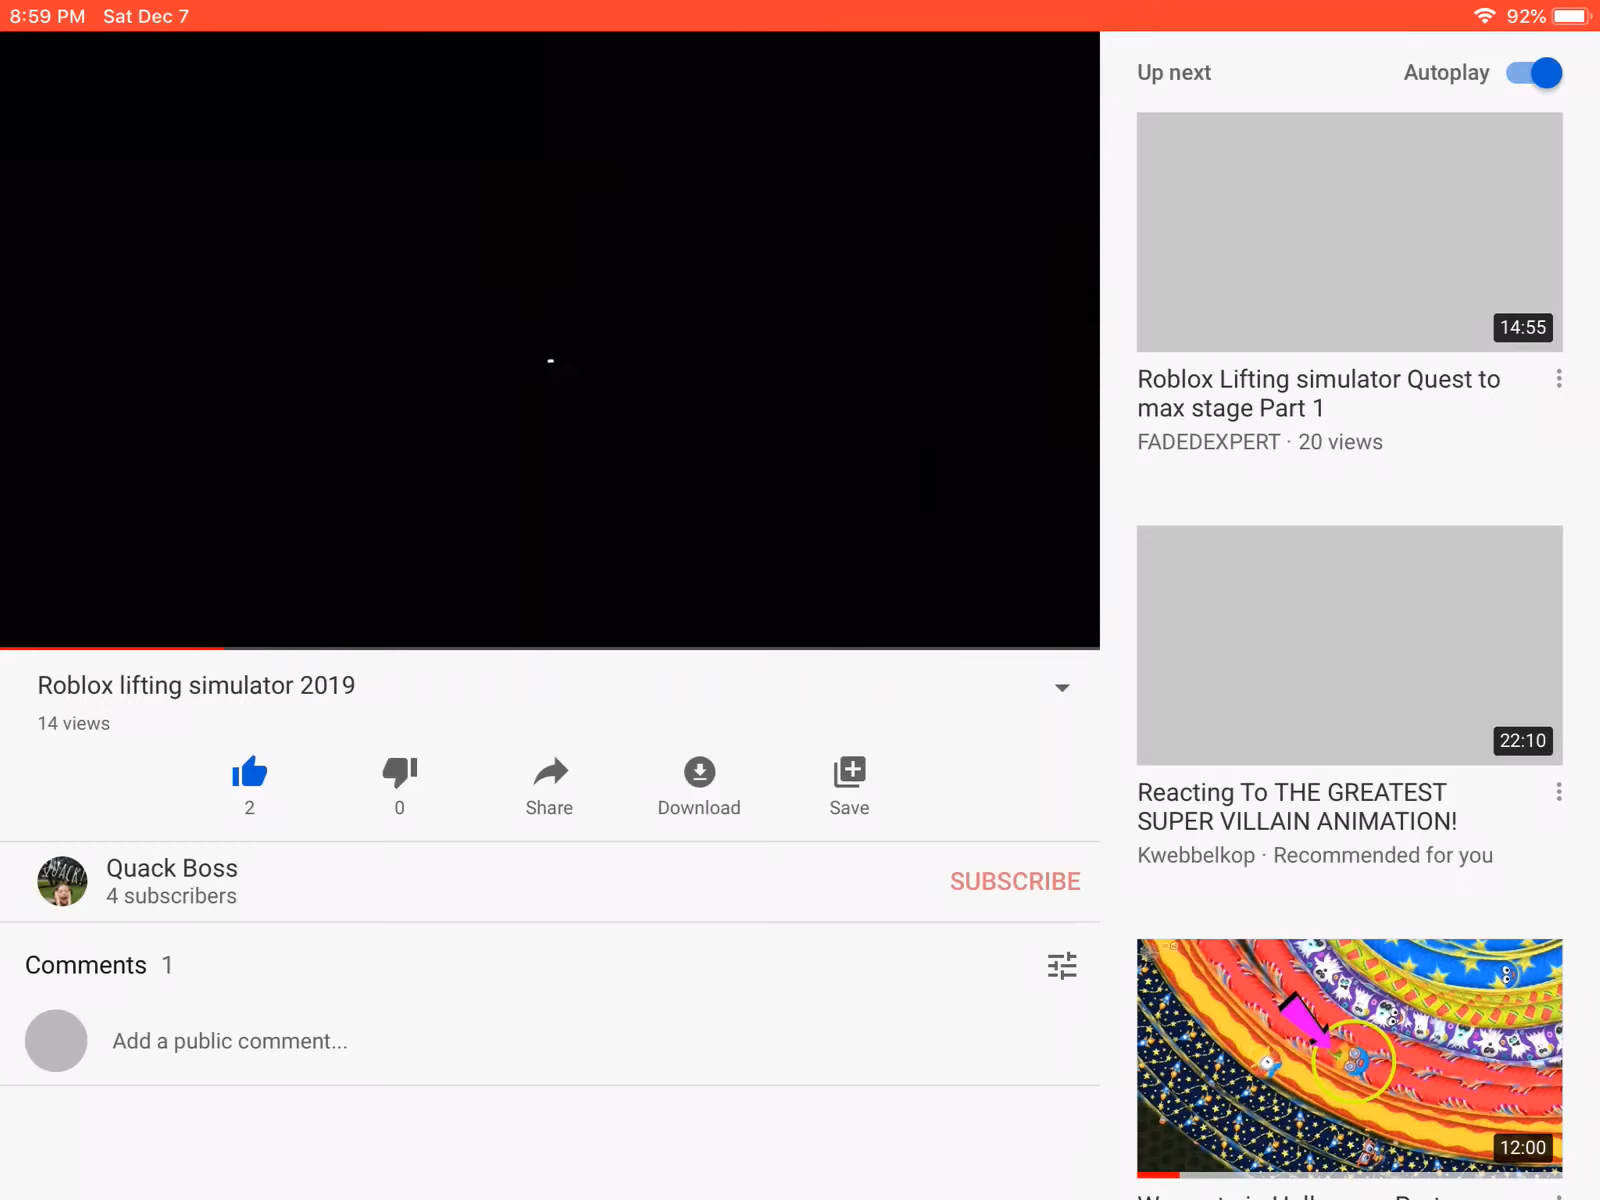 8:59 PM Sat Dec 7
92%
Up next
Autoplay
14:55
Roblox Lifting simulator Quest to
max stage Part 1
FADEDEXPERT · 20 views
22:10
Reacting To THE GREATEST
SUPER VILLAIN ANIMATION!
Kwebbelkop · Recommended for you
12:00
Roblox lifting simulator 2019
14 views
2
0
Share
Download
Save
QUACK!
Quack Boss
4 subscribers
SUBSCRIBE
Comments 1
Add a public comment...